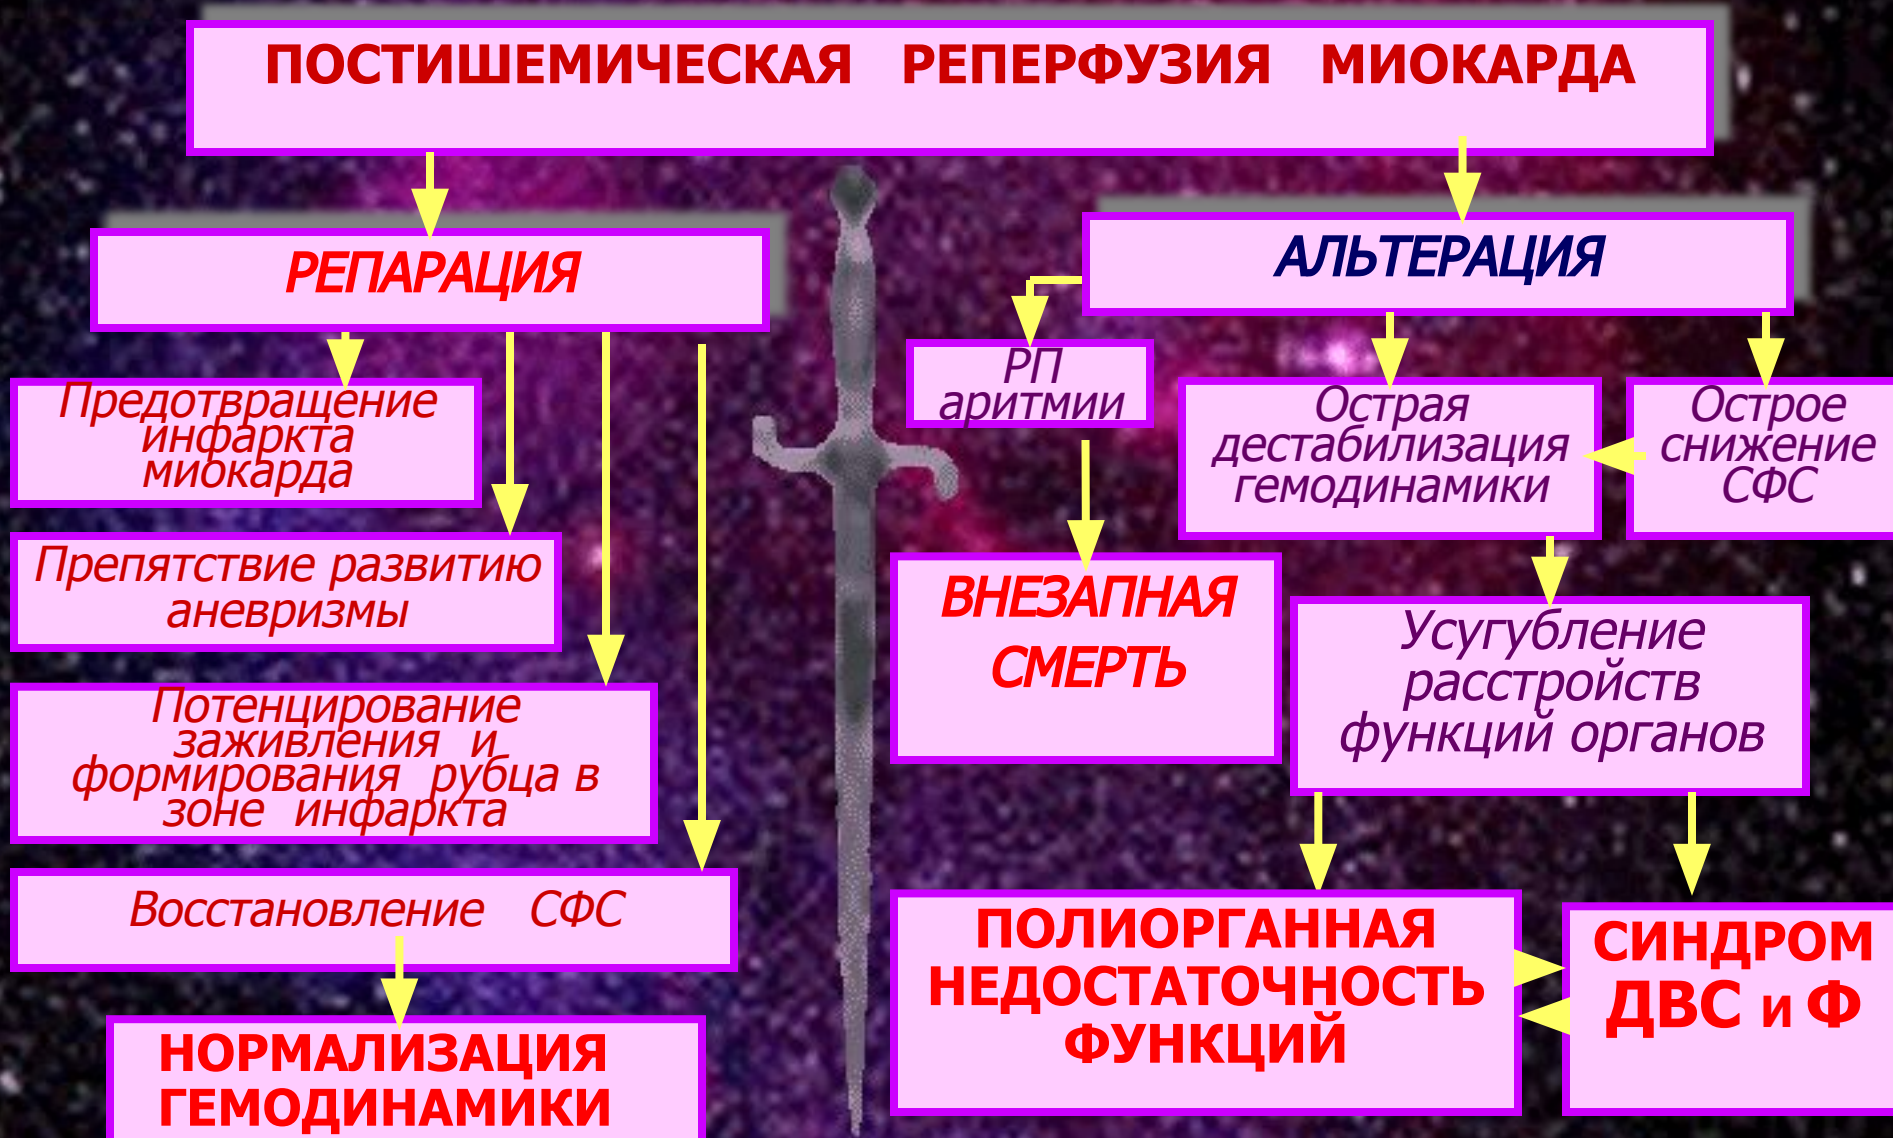 ПОСТИШЕМИЧЕСКАЯ РЕПЕРФУЗИЯ МИОКАРДА
РЕПАРАЦИЯ
Предотвращение
инфаркта
миокарда
Препятствие развитию
аневризмы
Потенцирование
заживления и
формирования рубца в
зоне инфаркта
Восстановление СФС
НОРМАЛИЗАЦИЯ
ГЕМОДИНАМИКИ
АЛЬТЕРАЦИЯ
РП
аритмии
Острая
дестабилизация
гемодинамики
Острое
снижение
СФС
ВНЕЗАПНАЯ
СМЕРТЬ
Усугубление
расстройств
функций органов
ПОЛИОРГАННАЯ
НЕДОСТАТОЧНОСТЬ
ФУНКЦИЙ
СИНДРОМ
ДВС и Ф